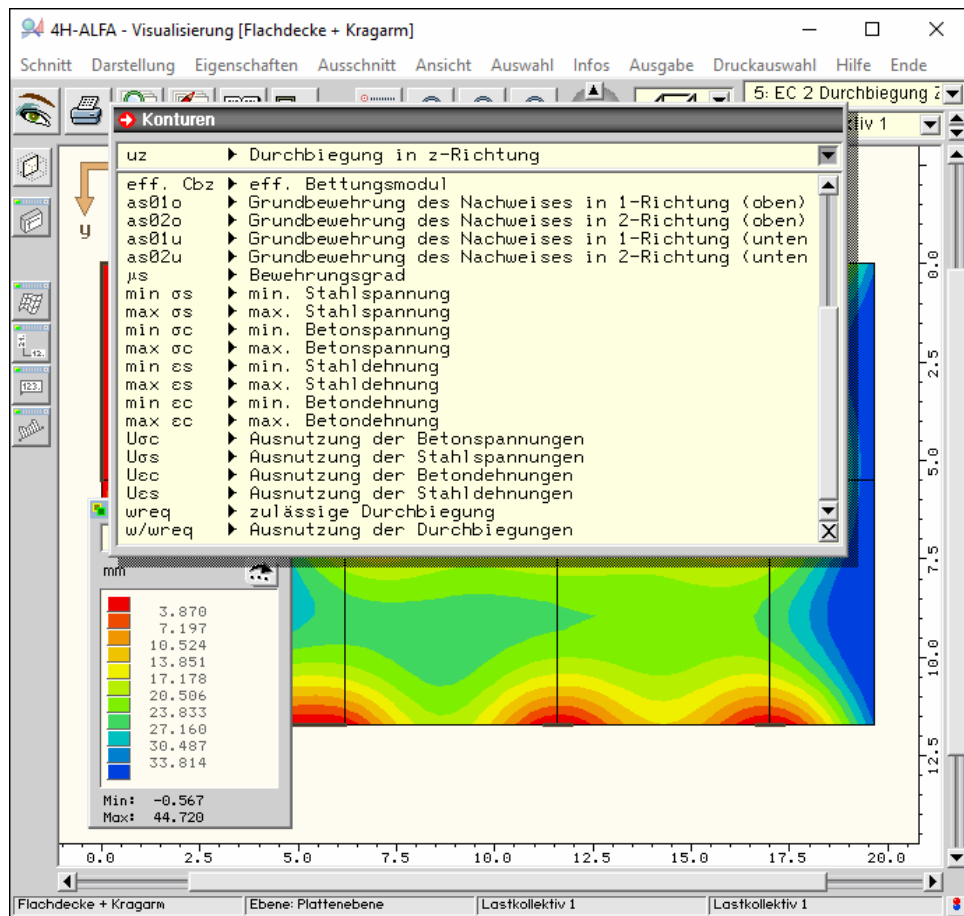 4H-ALFA - Visualisierung [Flachdecke + Kragarm]
Schnitt Darstellung Eigenschaften Ausschnitt Ansicht Auswahl Infos Ausgabe Druckauswahl Hilfe Ende
5: EC 2 Durchbiegung
Konturen
1
uz Durchbiegung in z-Richtung
eff. Cbz eff. Bettungsmodul
as01o Grundbewehrung des Nachweises in 1-Richtung (oben)
as02o Grundbewehrung des Nachweises in 2-Richtung (oben)
as01u Grundbewehrung des Nachweises in 1-Richtung (unten
as02u Grundbewehrung des Nachweises in 2-Richtung (unten
μs Bewehrungsgrad
min σs min. Stahlspannung
max σs max. Stahlspannung
min σc min. Betonspannung
max σc max. Betonspannung
min εs min. Stahldehnung
max εs max. Stahldehnung
min εc min. Betondehnung
max εc max. Betondehnung
Uσc Ausnutzung der Betonspannungen
Uσs Ausnutzung der Stahlspannungen
Uεc Ausnutzung der Betondehnungen
Uεs Ausnutzung der Stahldehnungen
wreq zulässige Durchbiegung
w/wreq Ausnutzung der Durchbiegungen
y
12.
123.
mm
3.870
7.197
10.524
13.851
17.178
20.506
23.833
27.160
30.487
33.814
Min: -0.567
Max: 44.720
0.0
2.5
5.0
7.5
10.0
12.5
0.0 2.5 5.0 7.5 10.0 12.5 15.0 17.5 20.0
Flachdecke + Kragarm Ebene: Plattenebene Lastkollektiv 1 Lastkollektiv 1